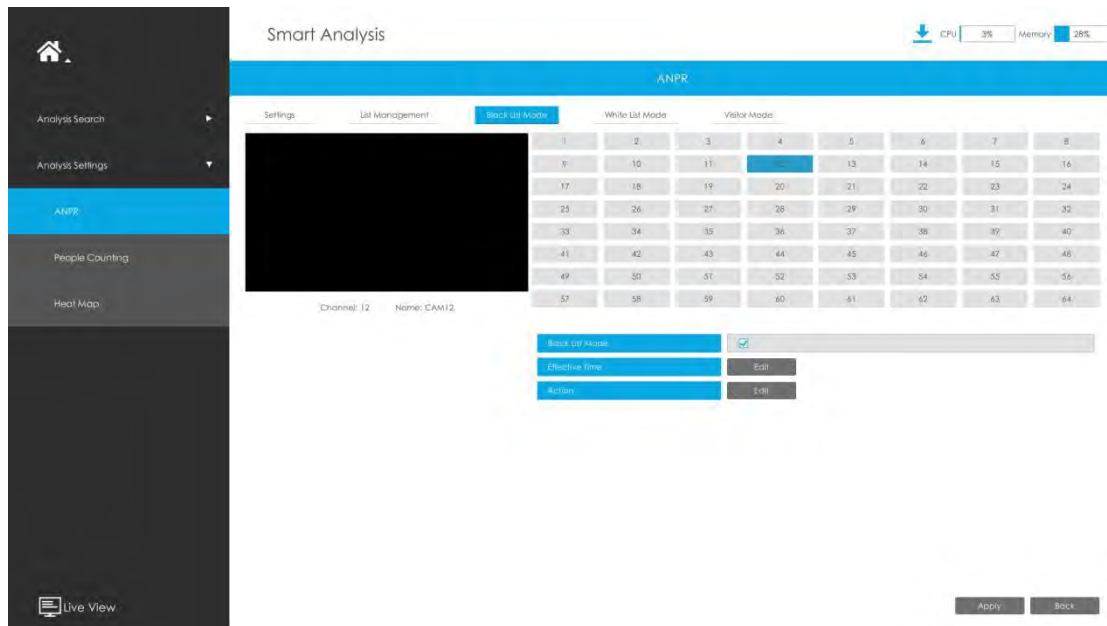 Smart Analysis
CPU 3% Memory 28%
ANPR
Analysis Search
Analysis Settings
ANPR
People Counting
Heat Map
Live View
Settings List Management Black List Mode White List Mode Visitor Mode
1 2 3 4 5 6 7 8
9 10 11 12 13 14 15 16
17 18 19 20 21 22 23 24
25 26 27 28 29 30 31 32
33 34 35 36 37 38 39 40
41 42 43 44 45 46 47 48
49 50 51 52 53 54 55 56
57 58 59 60 61 62 63 64
Channel: 12 Name: CAM12
Black List Mode
Effective Time Edit
Action Edit
Apply Back